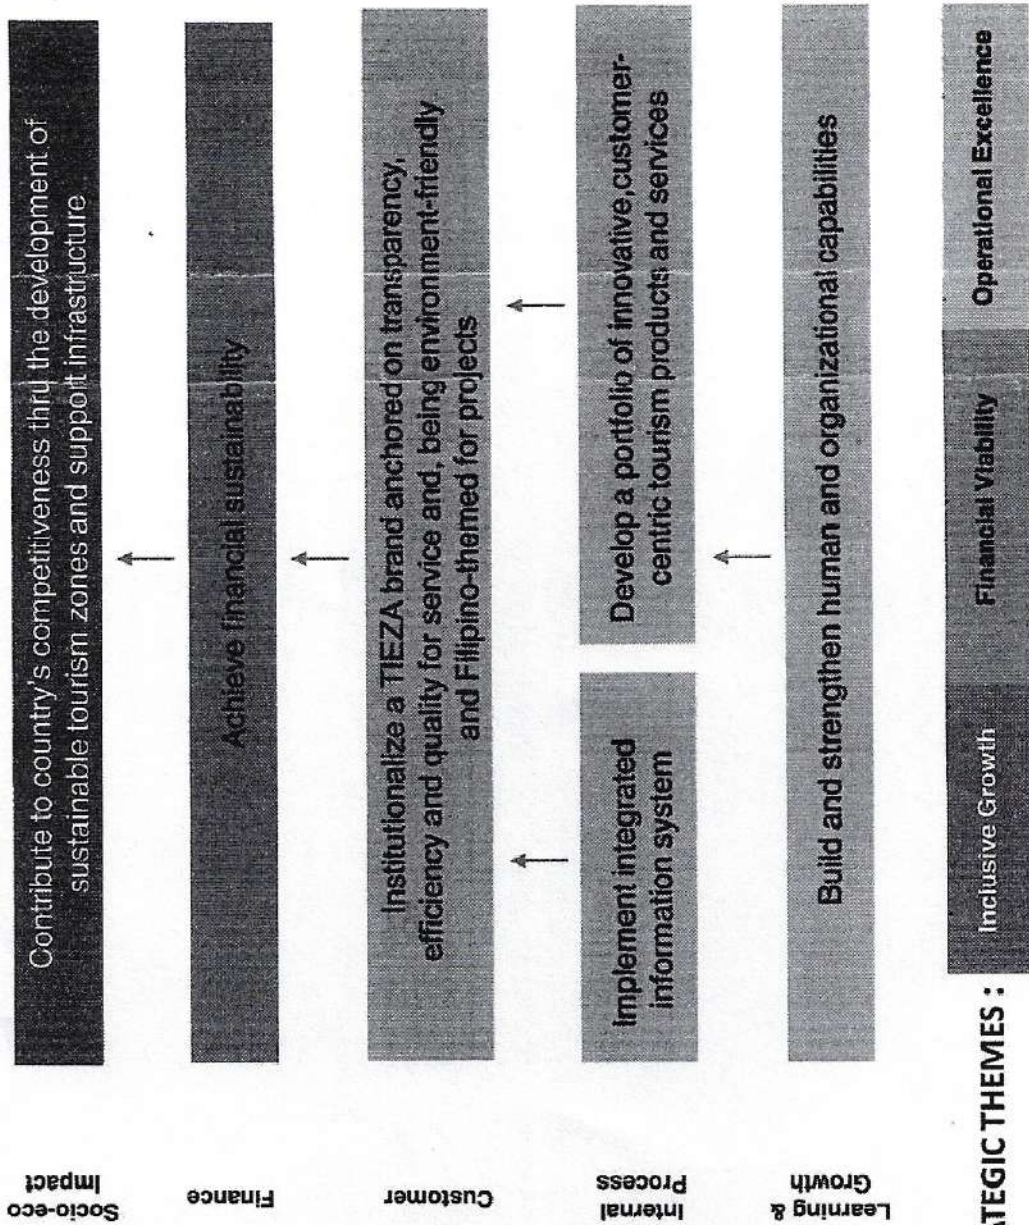 Socio-eco
Impact
Contribute to country's competitiveness thru the development of
sustainable tourism zones and support infrastructure
Finance
Achieve financial sustainability
Customer
Institutionalize a TIEZA brand anchored on transparency,
efficiency and quality for service and, being environment-friendly
and Filipino-themed for projects
Internal
Process
Implement integrated
information system
Develop a portfolio of innovative,customer-
centric tourism products and services
Learning &
Growth
Build and strengthen human and organizational capabilities
ATEGIC THEMES :
Inclusive Growth
Financial Viability
Operational Excellence